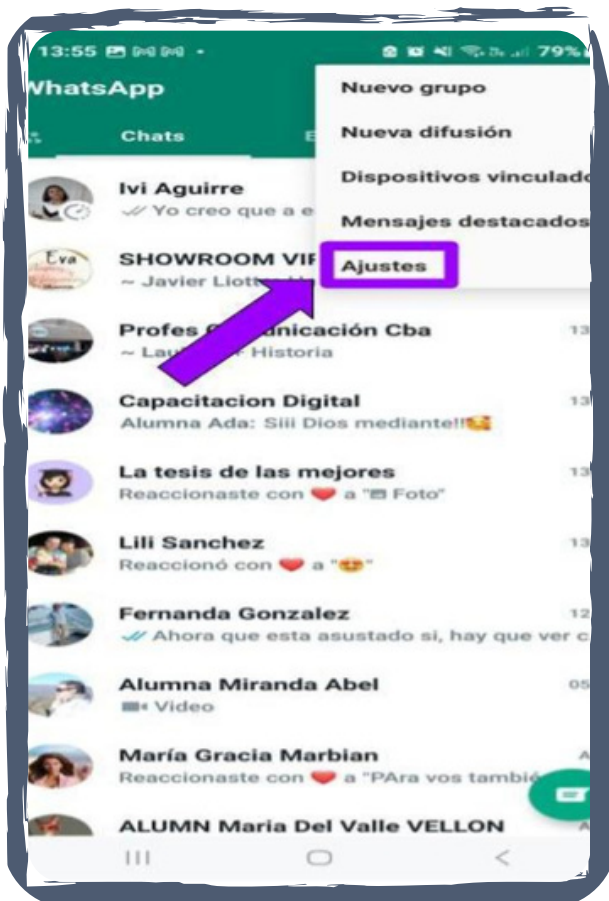 13:55
79%
WhatsApp
Nuevo grupo
Chats
E
Nueva difusión
Dispositivos vinculado
Ivi Aguirre
Yo creo que a e
Mensajes destacados
Eva
SHOWROOM VIP
Ajustes
~ Javier Liotta
Profes Comunicación Cba
13
Historia
Capacitacion Digital
13
Alumna Ada: Siii Dios mediante!!🥰
La tesis de las mejores
13
Reaccionaste con ❤️ a "Foto"
Lili Sanchez
13
Reaccionó con ❤️ a "🤩"
Fernanda Gonzalez
12
Ahora que esta asustado si, hay que ver c
Alumna Miranda Abel
05
Video
María Gracia Marbian
A
Reaccionaste con ❤️ a "PAra vos tambié
ALUMN Maria Del Valle VELLON
A